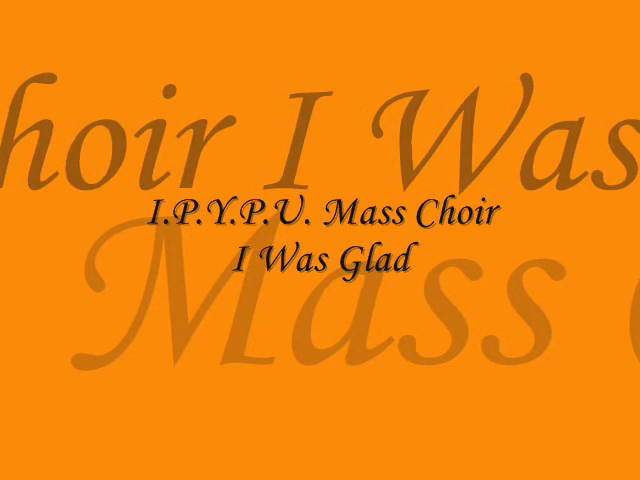 hoir I Was
I.P.Y.P.U. Mass Choir
I Was Glad
Mass